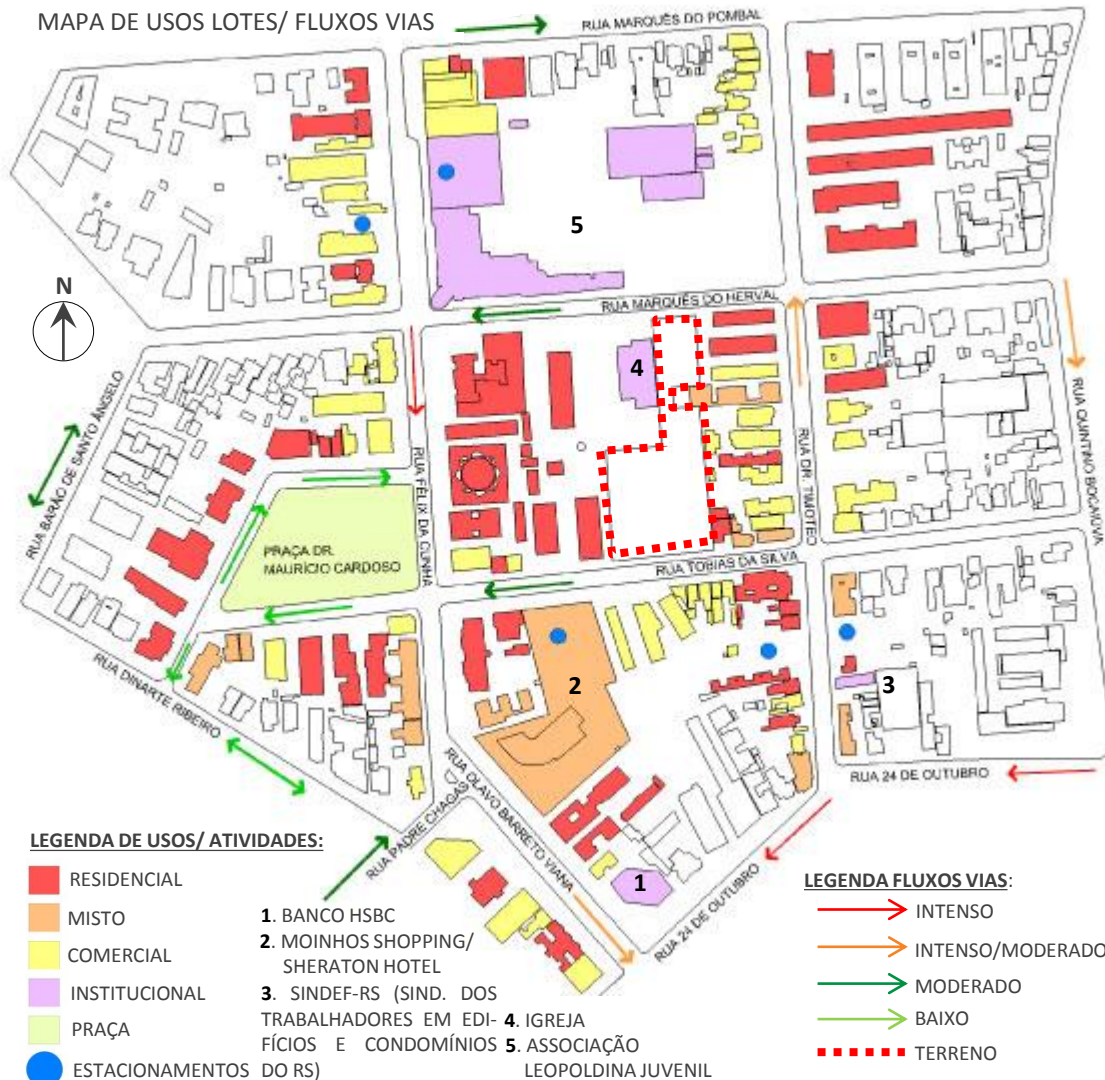 MAPA DE USOS LOTES/ FLUXOS VIAS
RUA MARQUÊS DO POMBAL
5
N
RUA MARQUÊS DO HERVAL
4
RUA BARÃO DE SANTO ÂNGELO
RUA FÉLIX DA CUNHA
RUA DR. TIMOTEO
RUA QUINTINO BOCAIUVA
PRAÇA DR.
MAURÍCIO CARDOSO
RUA TOBIAS DA SILVA
2
3
RUA DINARTE RIBEIRO
RUA 24 DE OUTUBRO
RUA OLAVO BARRETO VIANA
RUA PADRE CHAGAS
1
RUA 24 DE OUTUBRO
LEGENDA DE USOS/ ATIVIDADES:
RESIDENCIAL
MISTO
COMERCIAL
INSTITUCIONAL
PRAÇA
ESTACIONAMENTOS
1. BANCO HSBC
2. MOINHOS SHOPPING/
SHERATON HOTEL
3. SINDEF-RS (SIND. DOS
TRABALHADORES EM EDI-
FÍCIOS E CONDOMÍNIOS
DO RS)
4. IGREJA
5. ASSOCIAÇÃO
LEOPOLDINA JUVENIL
LEGENDA FLUXOS VIAS:
INTENSO
INTENSO/MODERADO
MODERADO
BAIXO
TERRENO